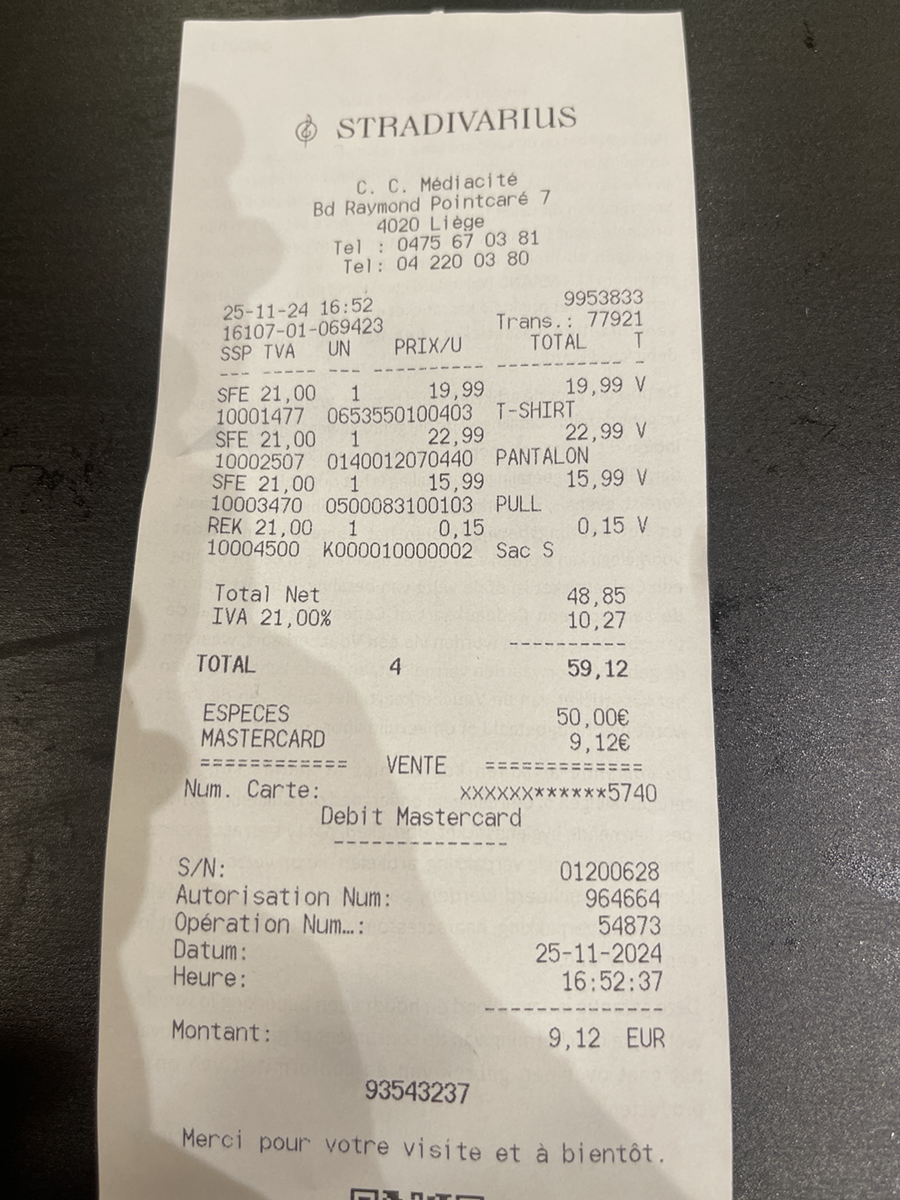 STRADIVARIUS
C. C. Médiacité
Bd Raymond Pointcaré 7
4020 Liège
Tel : 0475 67 03 81
Tel: 04 220 03 80
25-11-24 16:52 9953833
16107-01-069423 Trans.: 77921
SSP TVA UN PRIX/U TOTAL T
--- ----- --- ---------- ----------- -
SFE 21,00 1 19,99 19,99 V
10001477 0653550100403 T-SHIRT
SFE 21,00 1 22,99 22,99 V
10002507 0140012070440 PANTALON
SFE 21,00 1 15,99 15,99 V
10003470 0500083100103 PULL
REK 21,00 1 0,15 0,15 V
10004500 K000010000002 Sac S
Total Net 48,85
IVA 21,00% 10,27
----------
TOTAL 4 59,12
ESPECES 50,00€
MASTERCARD 9,12€
============ VENTE =============
Num. Carte: XXXXXX******5740
Debit Mastercard
--------------
S/N: 01200628
Autorisation Num: 964664
Opération Num…: 54873
Datum: 25-11-2024
Heure: 16:52:37
--------------
Montant: 9,12 EUR
93543237
Merci pour votre visite et à bientôt.